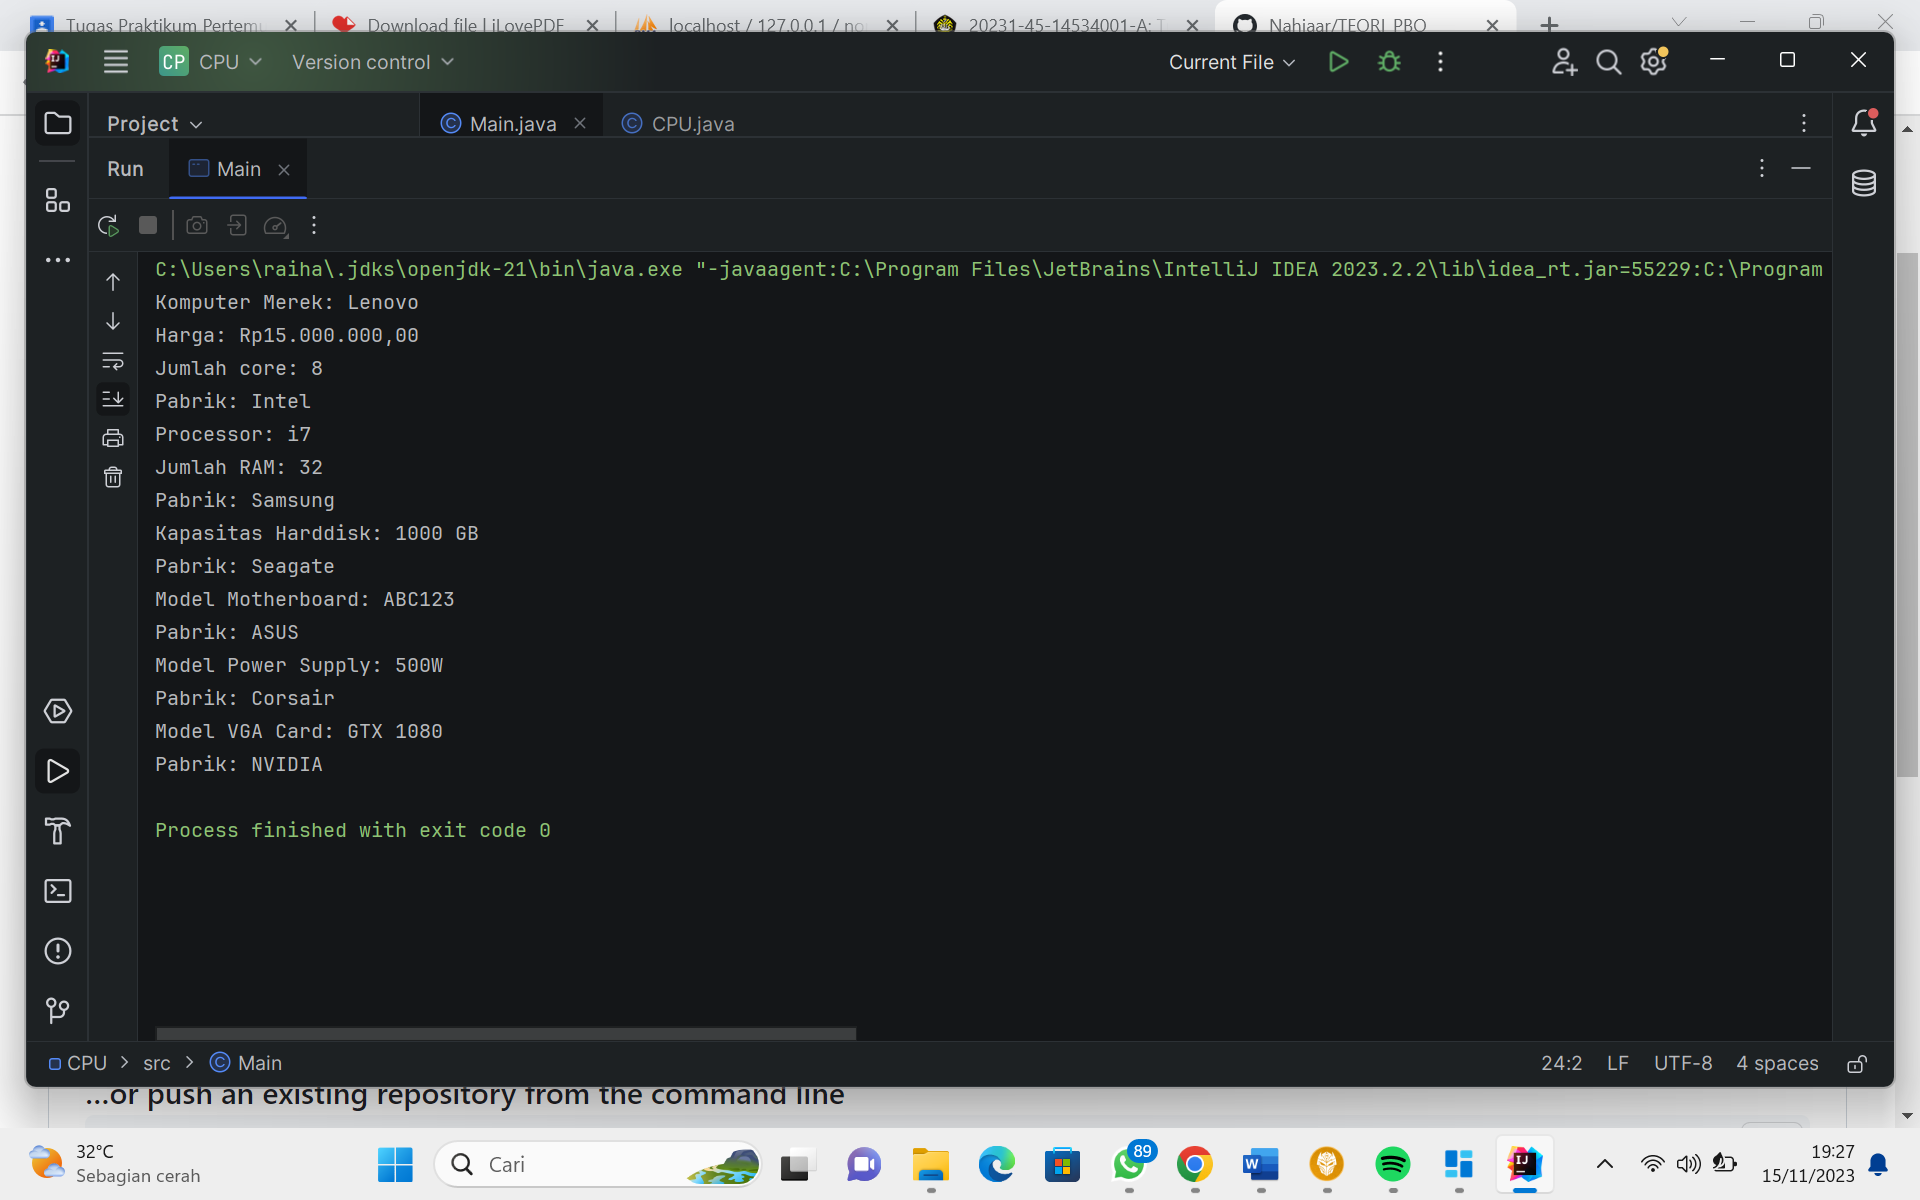 Tugas Praktikum Pertemu
Download file | iLovePDF
localhost / 127.0.0.1 / no
20231-45-14534001-A: T
Nahiaar/TEORI_PBO
CP CPU
Version control
Current File
Project
Main.java
CPU.java
Run
Main
C:\Users\raiha\.jdks\openjdk-21\bin\java.exe "-javaagent:C:\Program Files\JetBrains\IntelliJ IDEA 2023.2.2\lib\idea_rt.jar=55229:C:\Program
Komputer Merek: Lenovo
Harga: Rp15.000.000,00
Jumlah core: 8
Pabrik: Intel
Processor: i7
Jumlah RAM: 32
Pabrik: Samsung
Kapasitas Harddisk: 1000 GB
Pabrik: Seagate
Model Motherboard: ABC123
Pabrik: ASUS
Model Power Supply: 500W
Pabrik: Corsair
Model VGA Card: GTX 1080
Pabrik: NVIDIA
Process finished with exit code 0
CPU > src > Main
24:2 LF UTF-8 4 spaces
...or push an existing repository from the command line
32°C
Sebagian cerah
Cari
89
19:27
15/11/2023